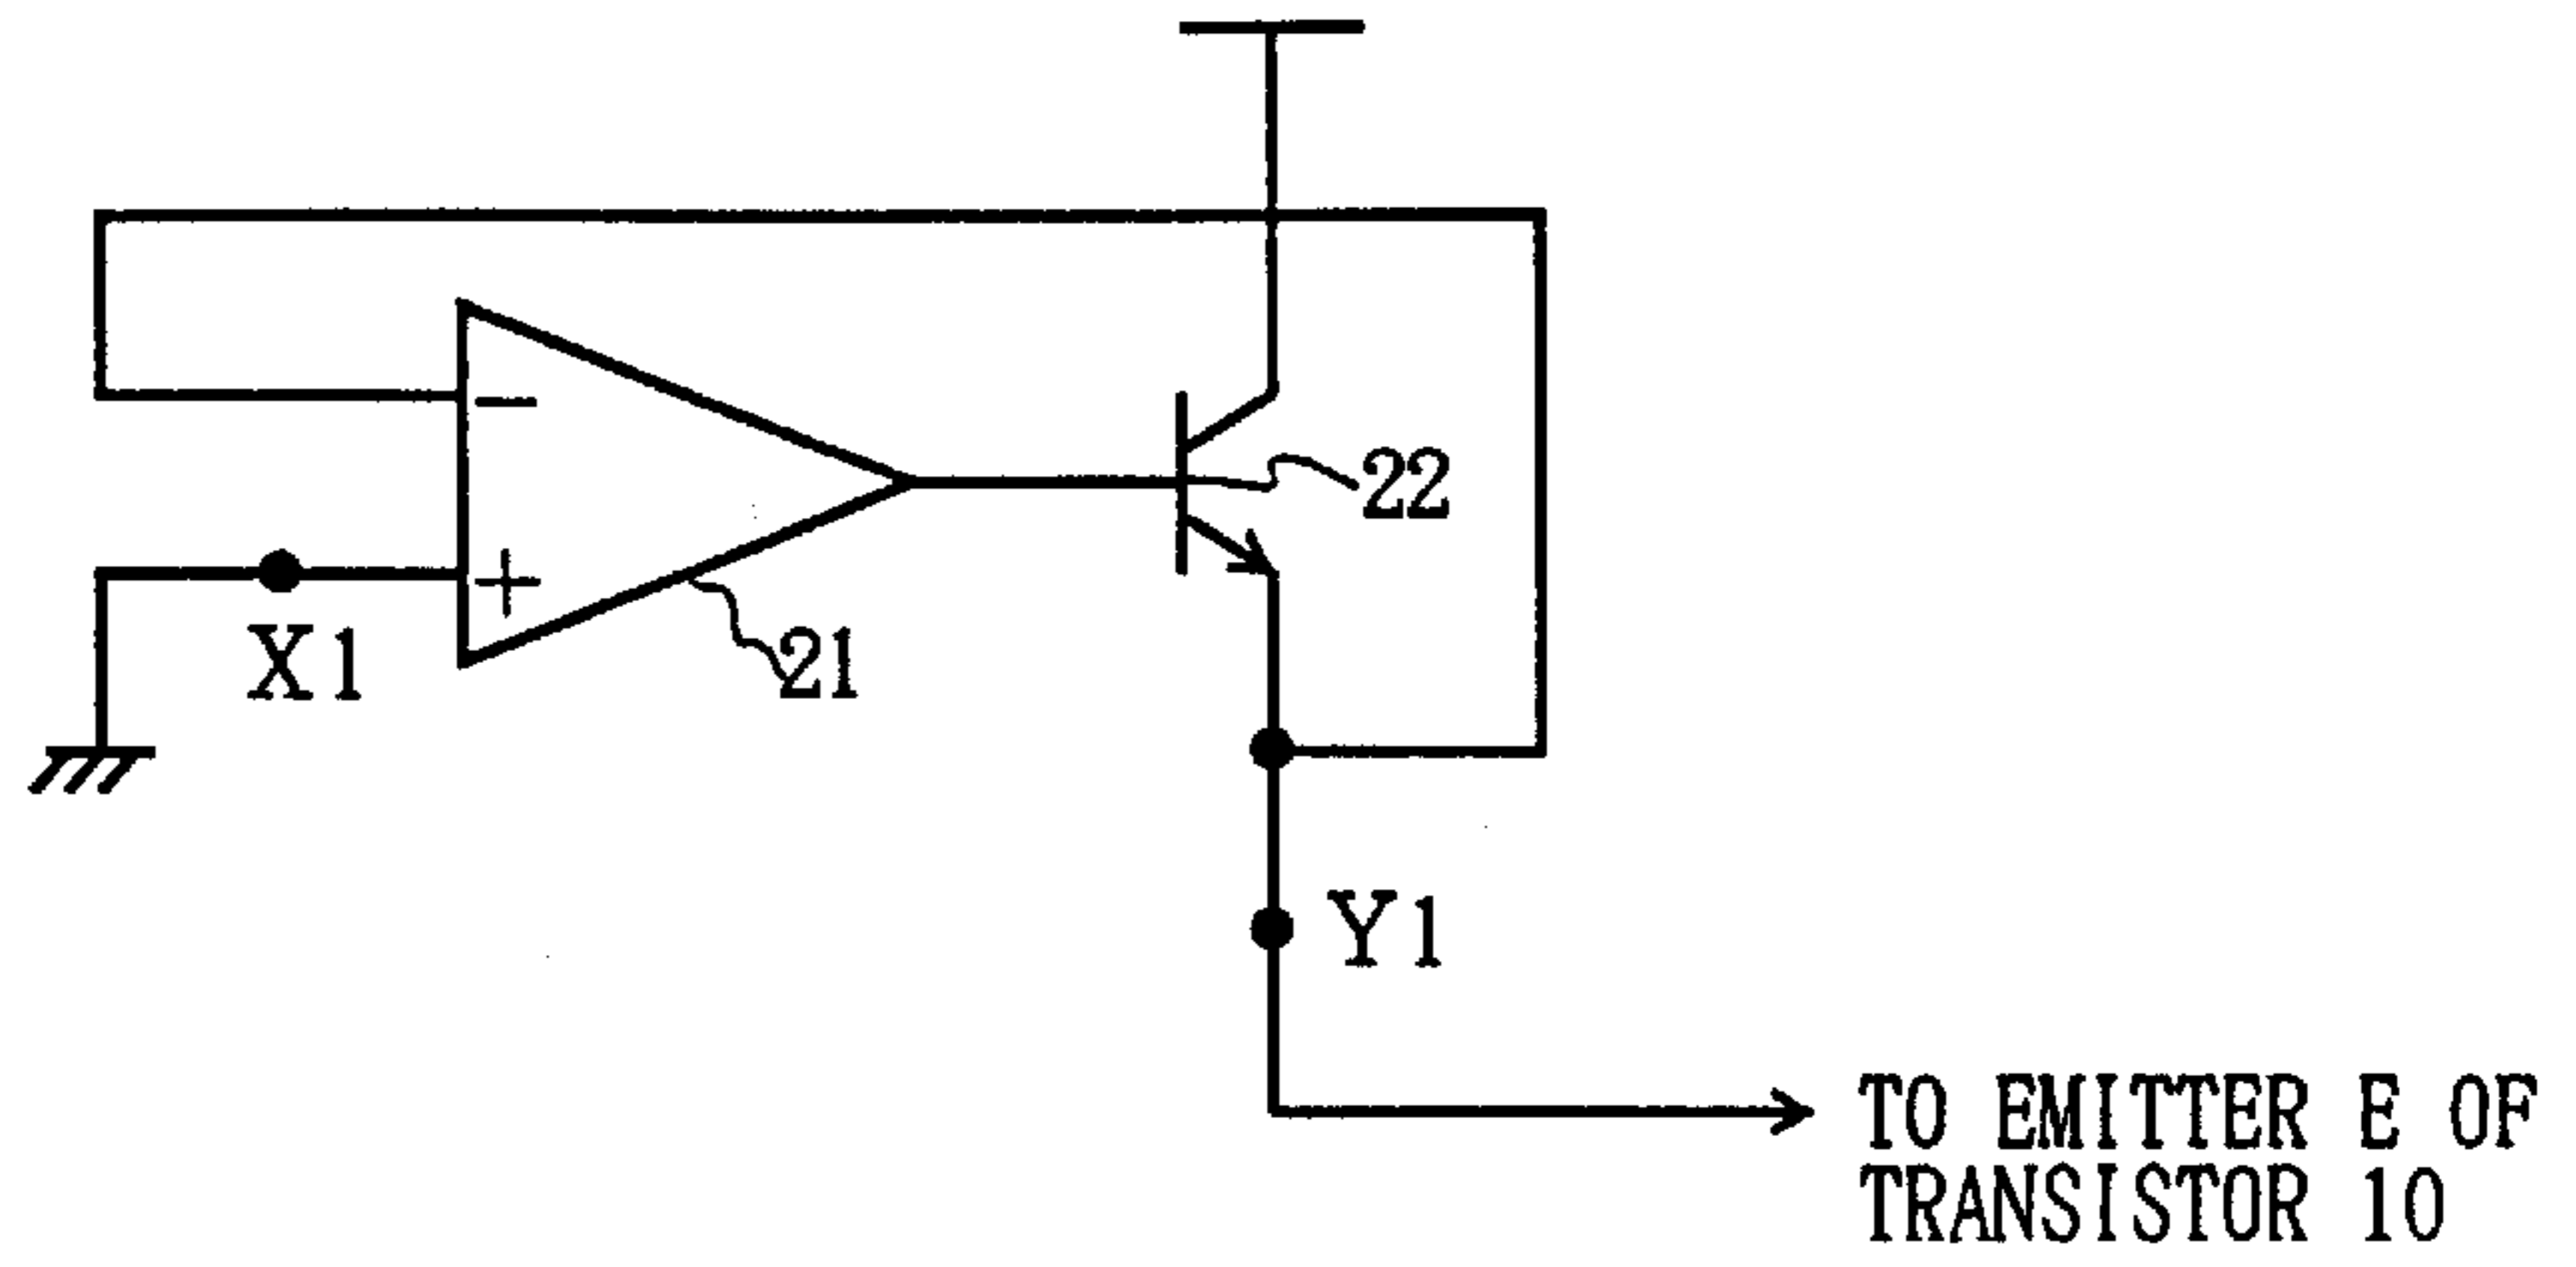 −
+
X1
21
22
Y1
TO EMITTER E OF
TRANSISTOR 10